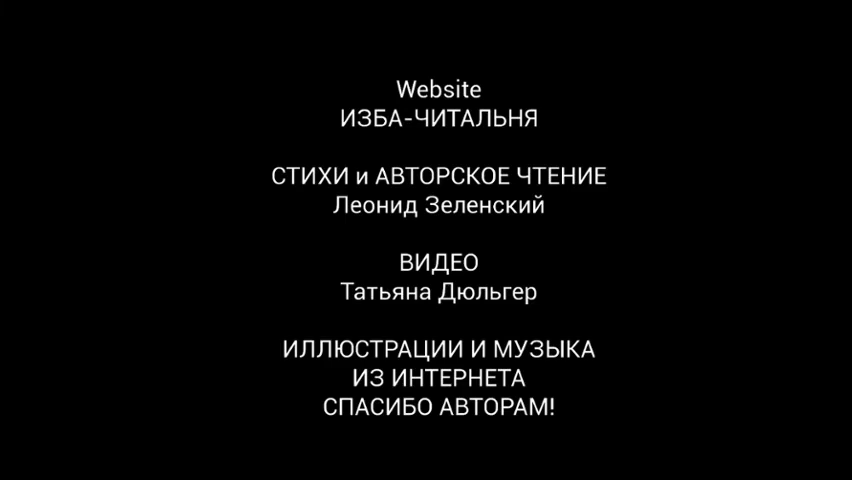 Website
ИЗБА-ЧИТАЛЬНЯ
СТИХИ и АВТОРСКОЕ ЧТЕНИЕ
Леонид Зеленский
ВИДЕО
Татьяна Дюльгер
ИЛЛЮСТРАЦИИ И МУЗЫКА
ИЗ ИНТЕРНЕТА
СПАСИБО АВТОРАМ!